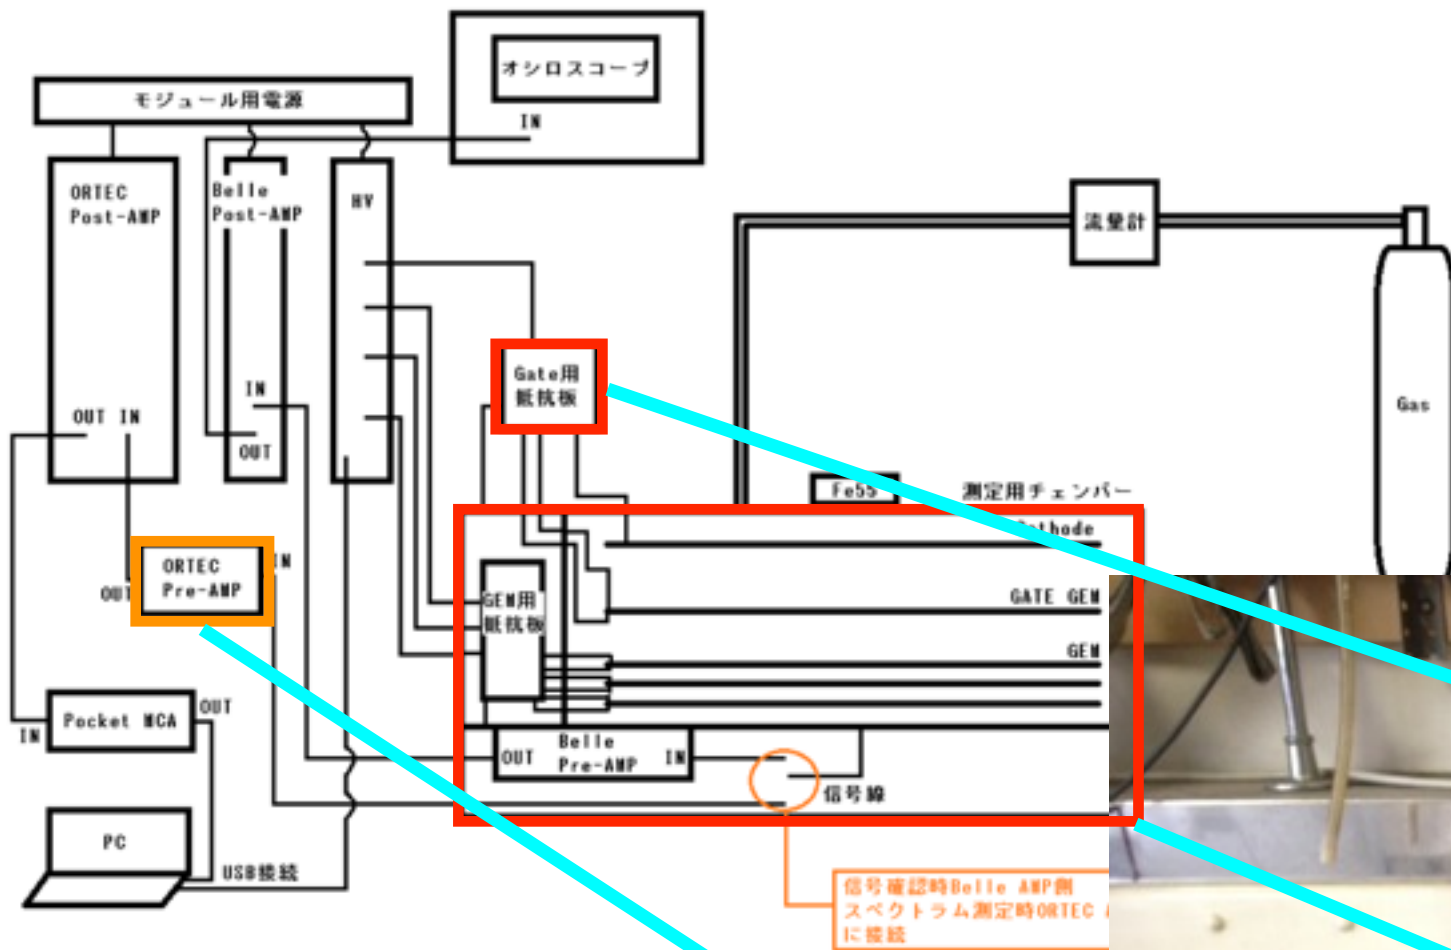 オシロスコープ
IN
モジュール用電源
ORTEC
Post-AMP
Belle
Post-AMP
HV
流量計
Gas
Gate用
抵抗板
IN
OUT
OUT IN
Fe55
測定用チェンバー
Cathode
ORTEC
Pre-AMP
IN
OUT
GEM用
抵抗板
GATE GEM
GEM
Pocket MCA
OUT
IN
OUT
Belle
Pre-AMP
IN
信号線
PC
USB接続
信号確認時Belle AMP側
スペクトラム測定時ORTEC
に接続